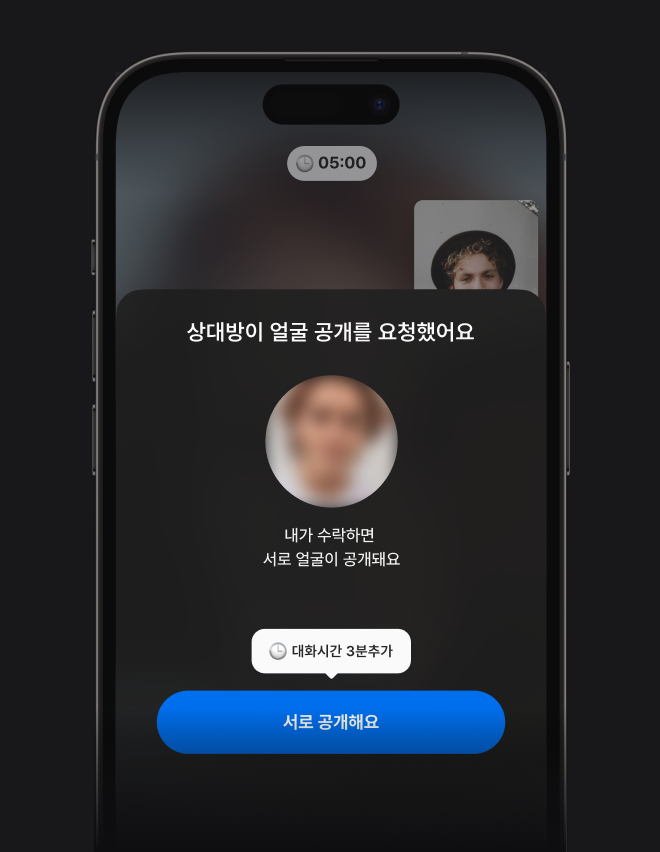 05:00
상대방이 얼굴 공개를 요청했어요
내가 수락하면
서로 얼굴이 공개돼요
대화시간 3분추가
서로 공개해요